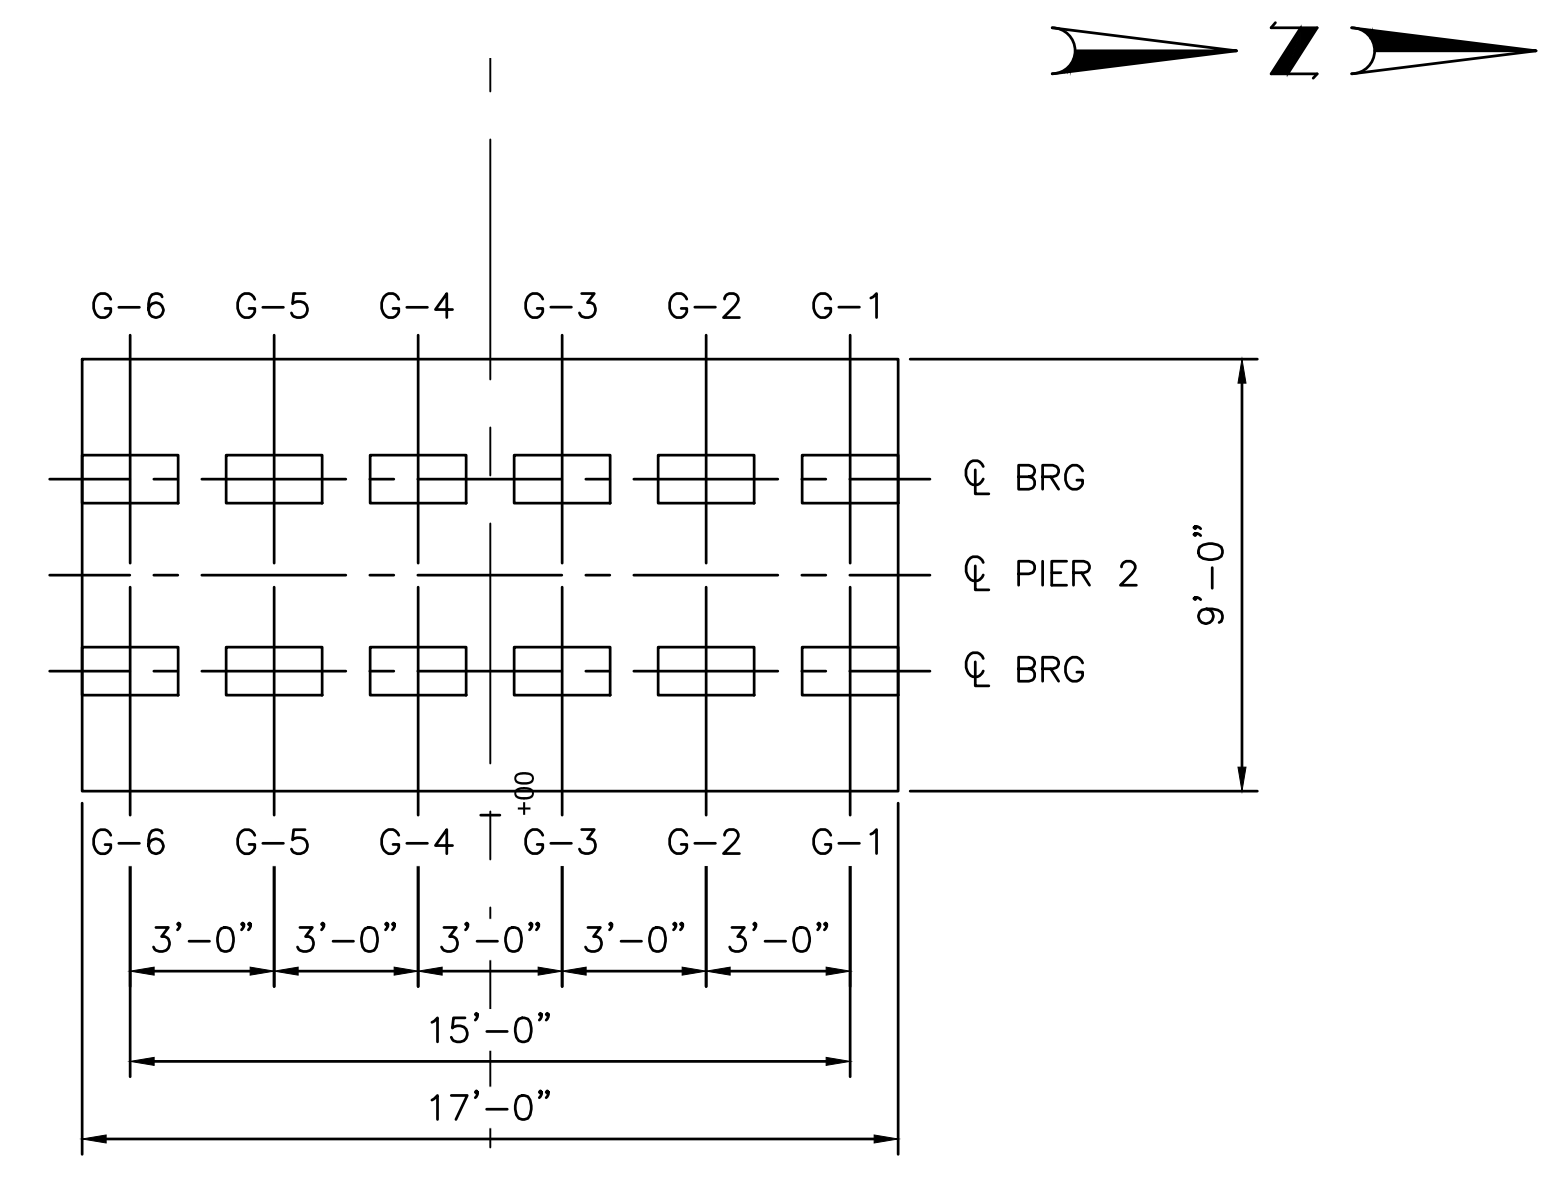 N
G-6 G-5 G-4 G-3 G-2 G-1
℄ BRG
℄ PIER 2
9'-0"
℄ BRG
+00
G-6 G-5 G-4 G-3 G-2 G-1
3'-0" 3'-0" 3'-0" 3'-0" 3'-0"
15'-0"
17'-0"